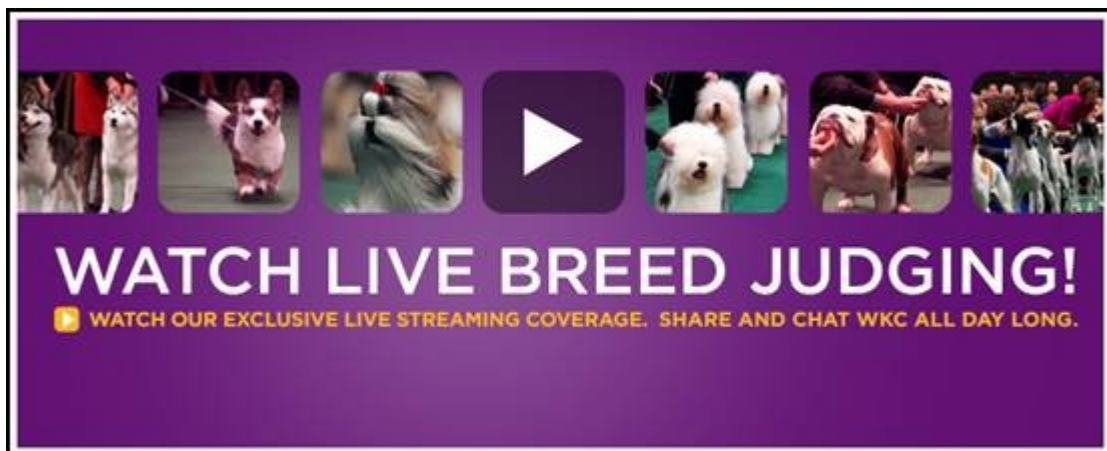 WATCH LIVE BREED JUDGING!
WATCH OUR EXCLUSIVE LIVE STREAMING COVERAGE. SHARE AND CHAT WKC ALL DAY LONG.